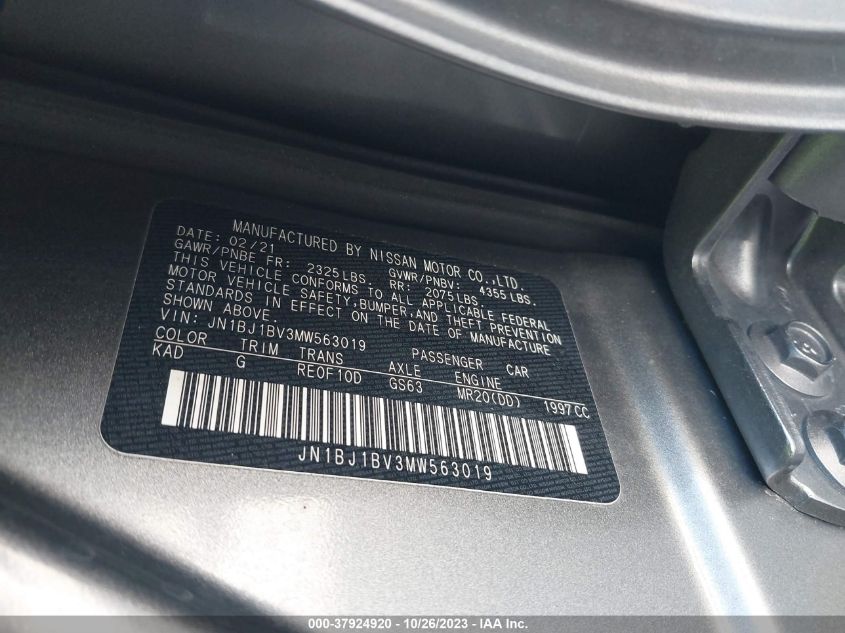 MANUFACTURED BY NISSAN MOTOR CO.,LTD.
DATE: 02/21 GVWR/PNBV: 4355 LBS.
GAWR/PNBE FR: 2325LBS. RR: 2075LBS.
THIS VEHICLE CONFORMS TO ALL APPLICABLE FEDERAL
MOTOR VEHICLE SAFETY,BUMPER,AND THEFT PREVENTION
STANDARDS IN EFFECT ON THE DATE OF MANUFACTURE
SHOWN ABOVE.
VIN: JN1BJ1BV3MW563019 PASSENGER CAR
COLOR TRIM TRANS AXLE ENGINE
KAD G RE0F10D GS63 MR20(DD) 1997CC
JN1BJ1BV3MW563019
000-37924920 - 10/26/2023 - IAA Inc.